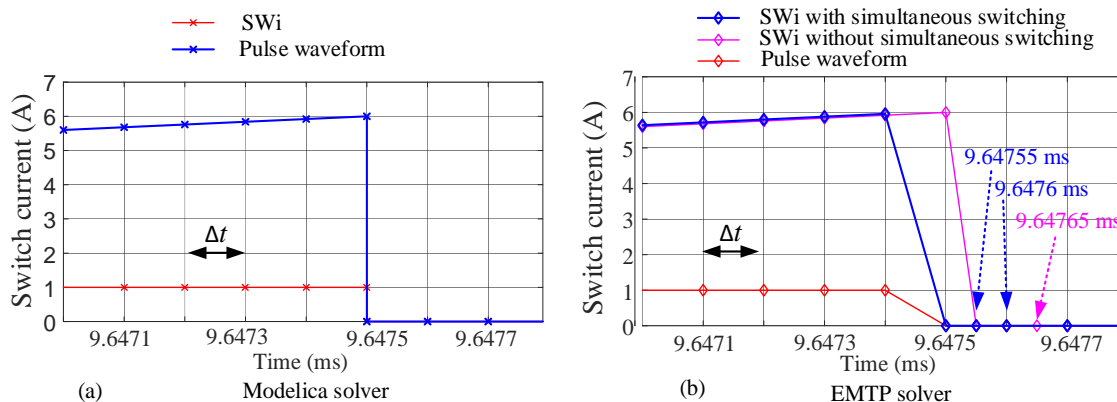 SWi
Pulse waveform
Switch current (A)
7
6
5
4
3
2
1
0
Δt
9.6471
9.6473
9.6475
9.6477
Time (ms)
(a)
Modelica solver
SWi with simultaneous switching
SWi without simultaneous switching
Pulse waveform
Switch current (A)
7
6
5
4
3
2
1
0
9.64755 ms
9.6476 ms
9.64765 ms
Δt
9.6471
9.6473
9.6475
9.6477
Time (ms)
(b)
EMTP solver